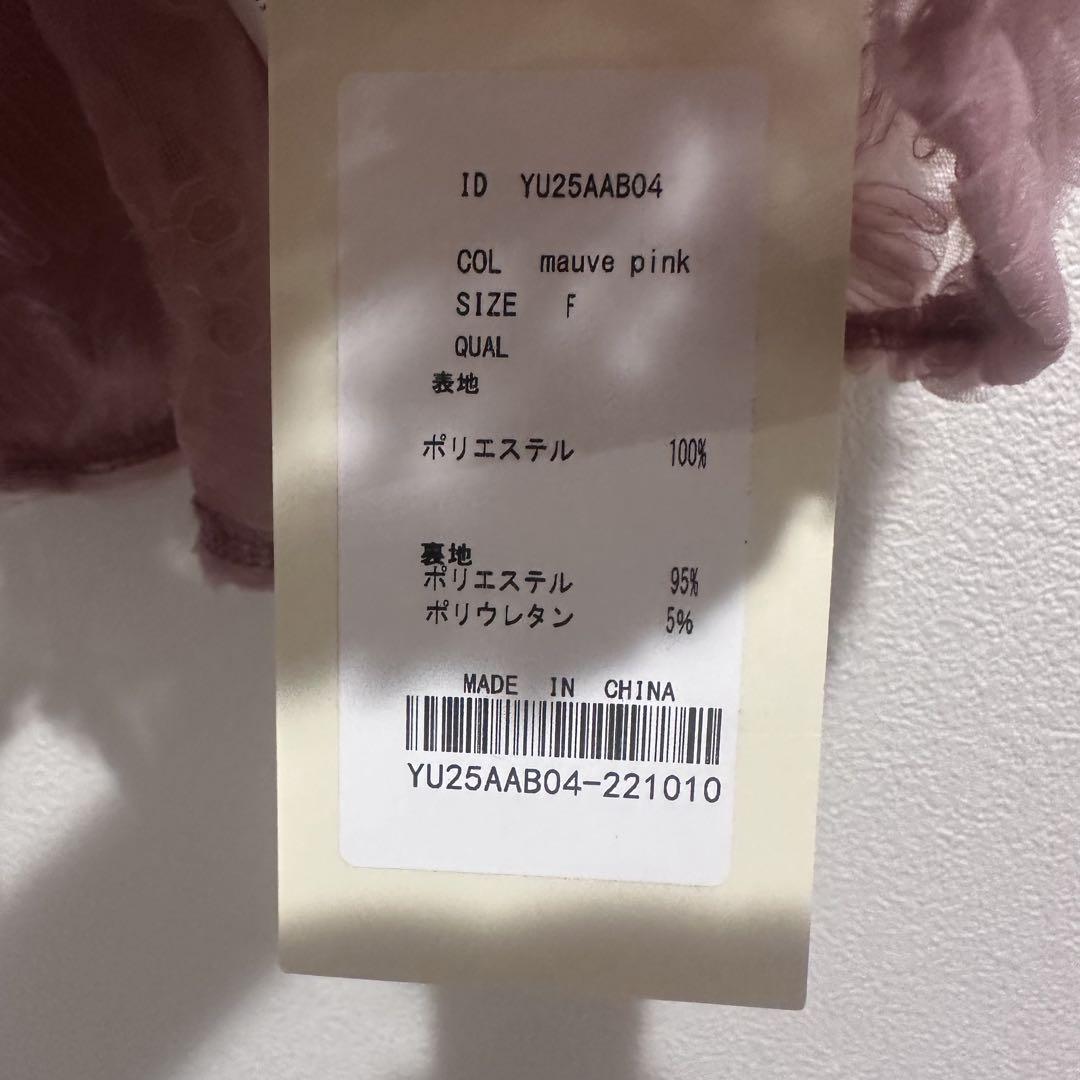 ID YU25AAB04
COL mauve pink
SIZE F
QUAL
表地
ポリエステル 100%
裏地
ポリエステル 95%
ポリウレタン 5%
MADE IN CHINA
YU25AAB04-221010